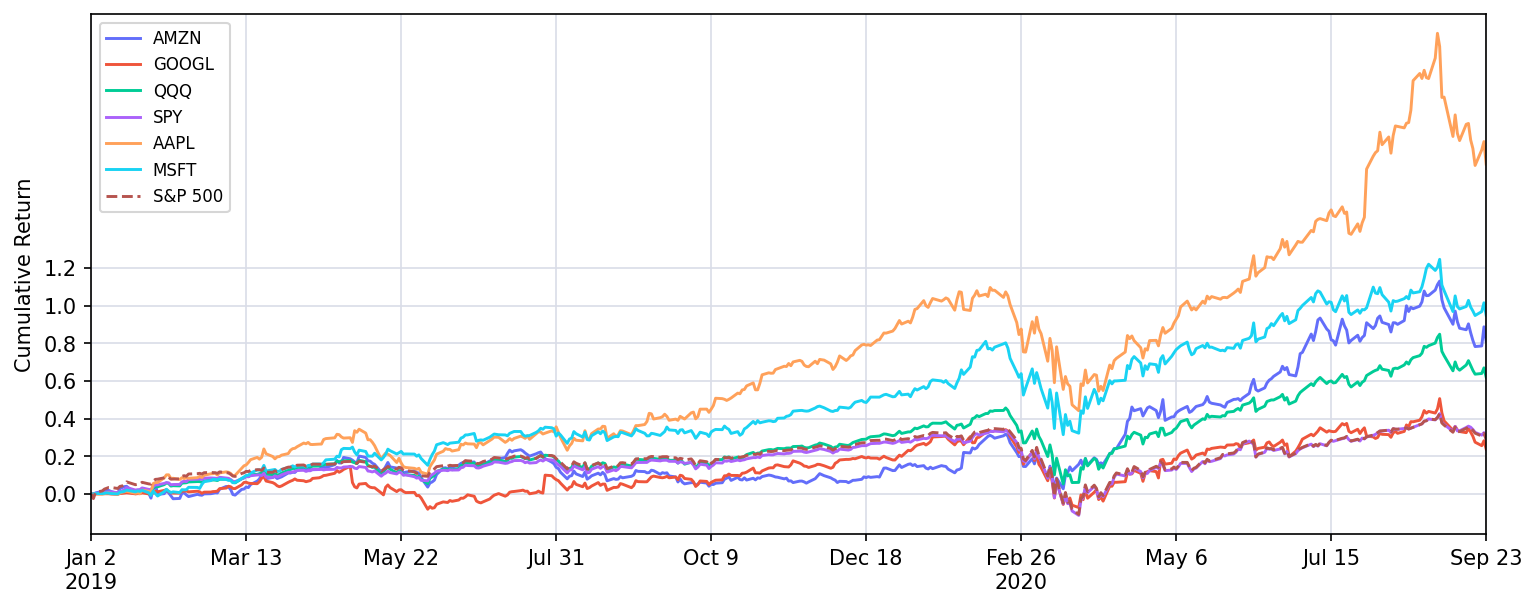 AMZN
GOOGL
QQQ
SPY
AAPL
MSFT
S&P 500
Cumulative Return
1.2
1.0
0.8
0.6
0.4
0.2
0.0
Jan 2 Mar 13 May 22 Jul 31 Oct 9 Dec 18 Feb 26 May 6 Jul 15 Sep 23
2019 2020